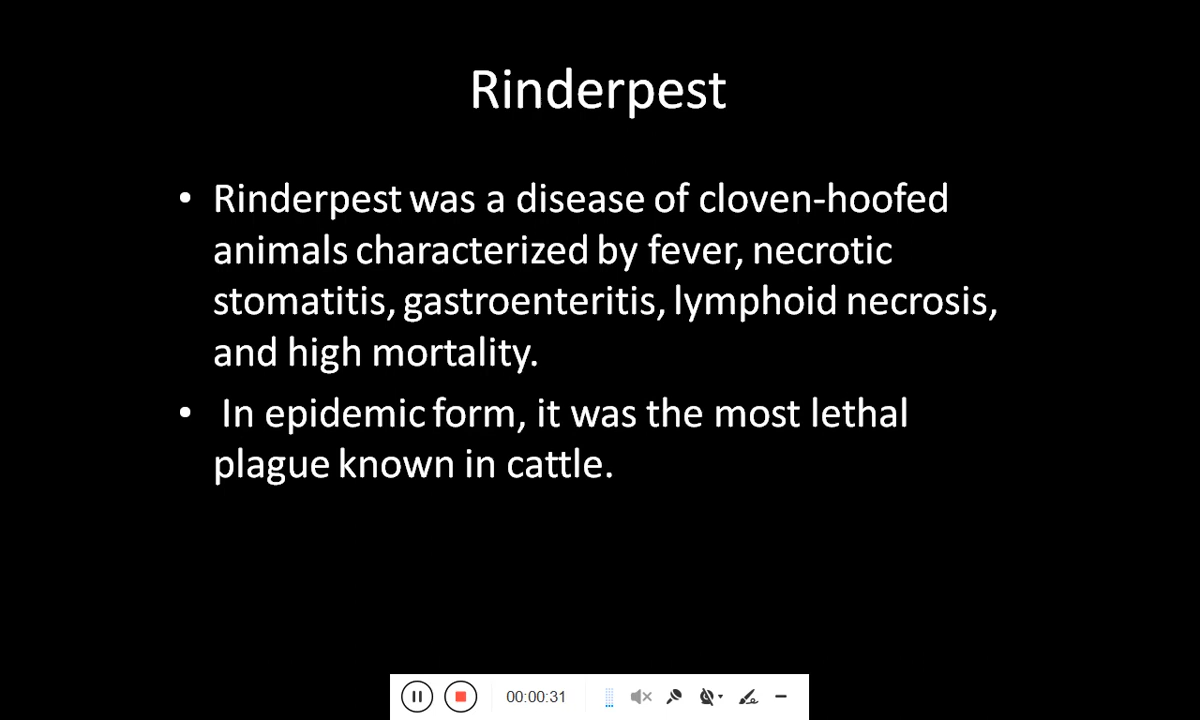 Rinderpest
• Rinderpest was a disease of cloven-hoofed
animals characterized by fever, necrotic
stomatitis, gastroenteritis, lymphoid necrosis,
and high mortality.
• In epidemic form, it was the most lethal
plague known in cattle.
00:00:31